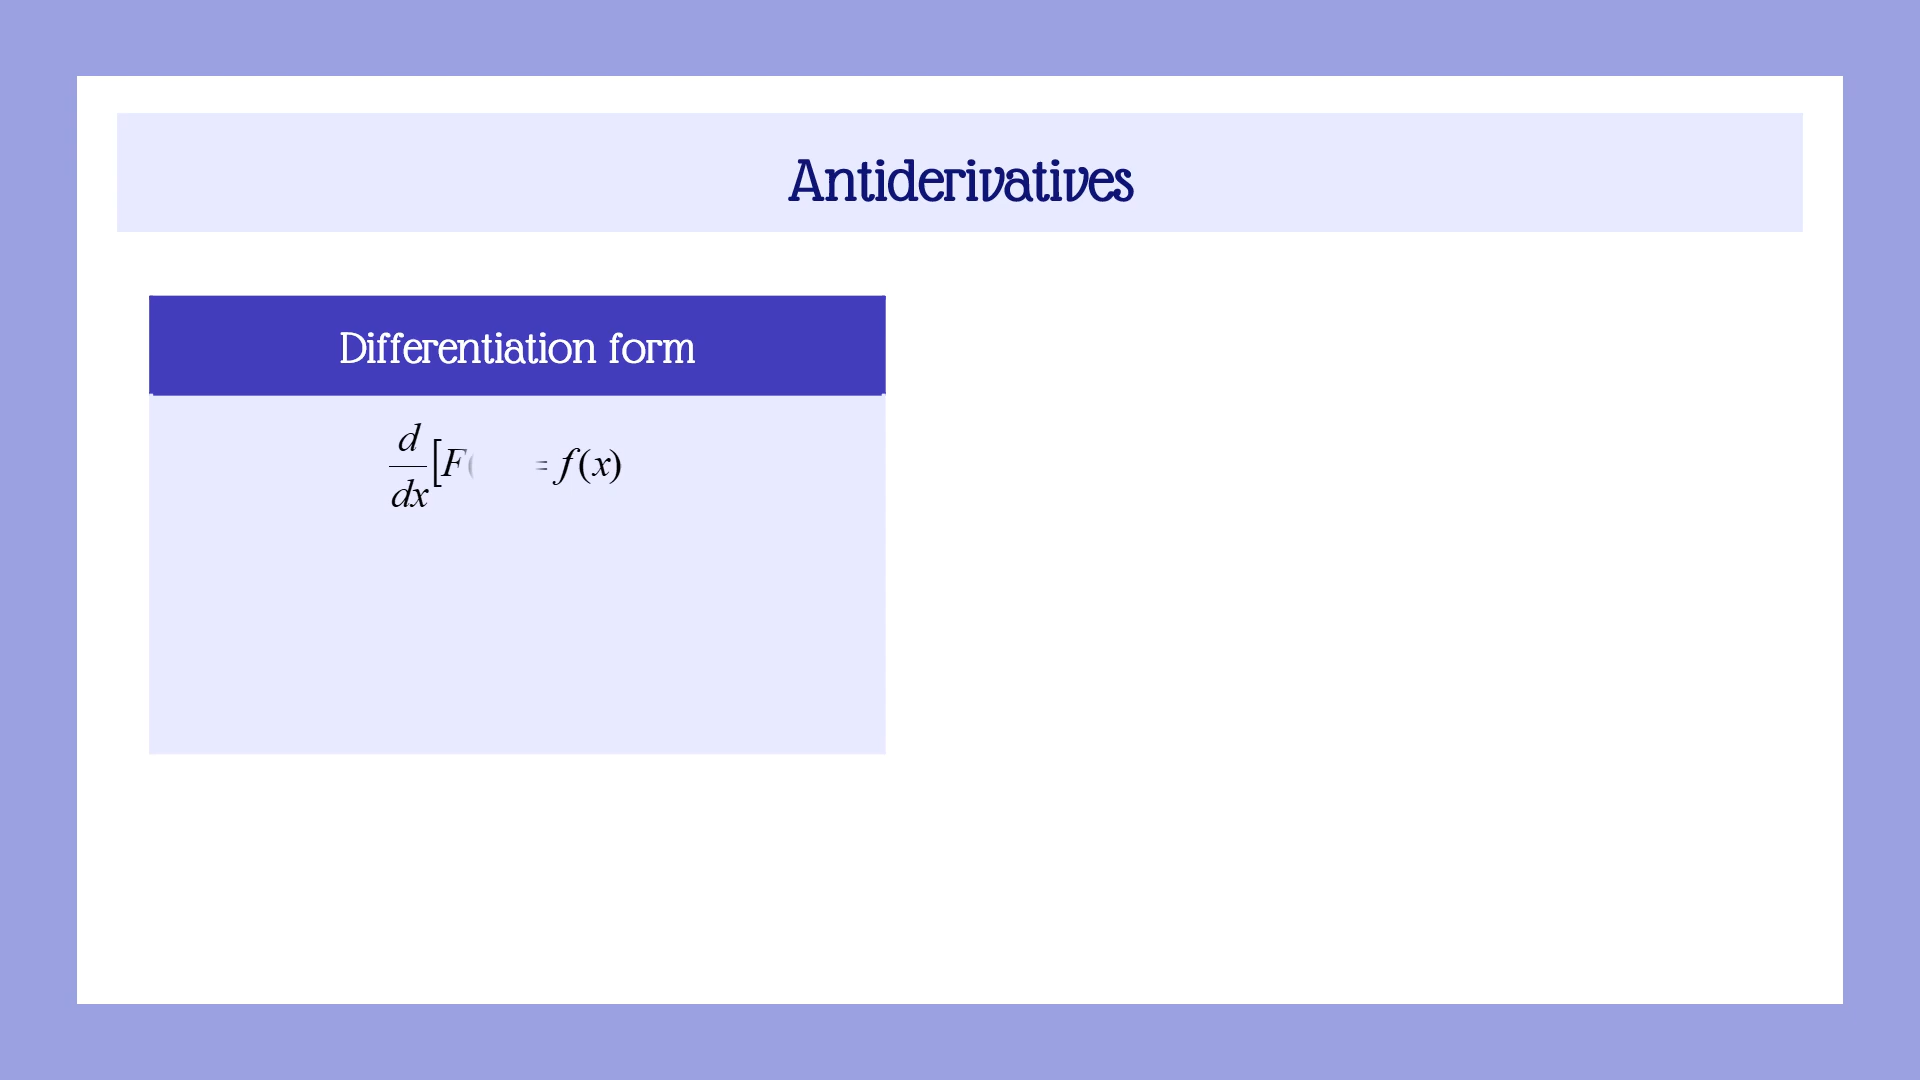 Antiderivatives
Differentiation form
d/dx [F = f(x)